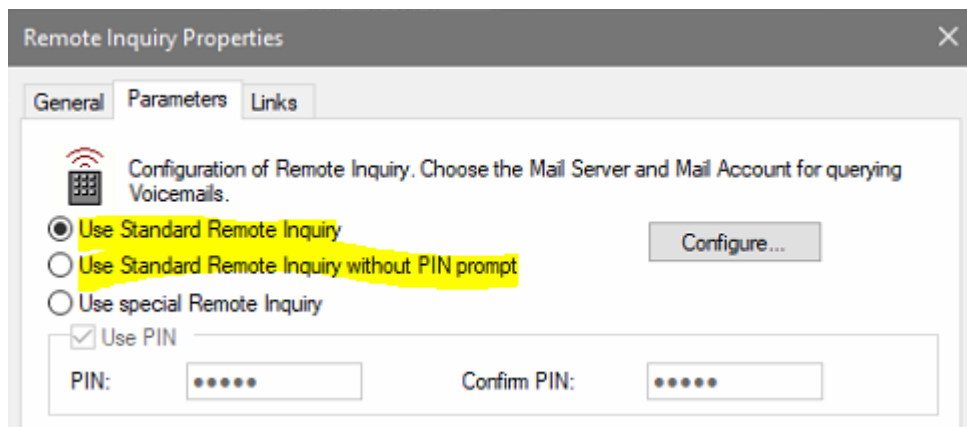 Remote Inquiry Properties
General Parameters Links
Configuration of Remote Inquiry. Choose the Mail Server and Mail Account for querying
Voicemails.
Use Standard Remote Inquiry
Configure...
Use Standard Remote Inquiry without PIN prompt
Use special Remote Inquiry
Use PIN
PIN: ●●●●● Confirm PIN: ●●●●●